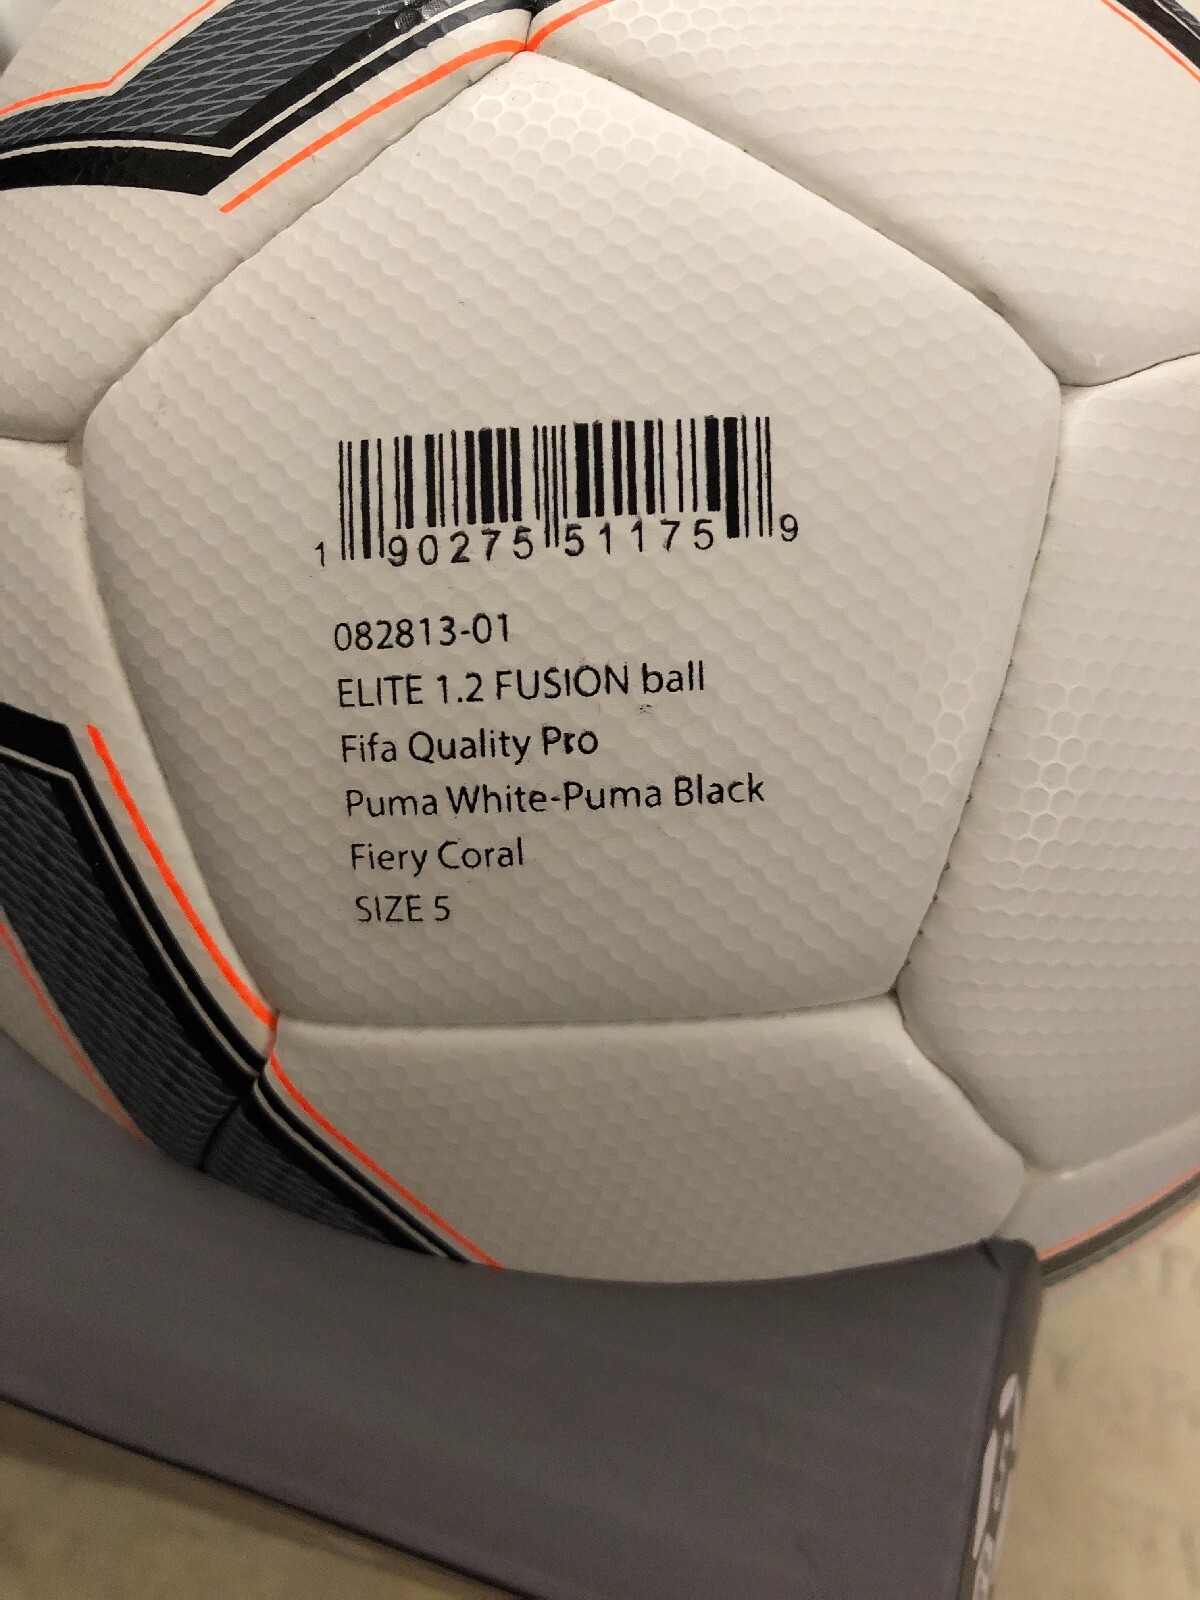 1 90275 51175 9
082813-01
ELITE 1.2 FUSION ball
Fifa Quality Pro
Puma White-Puma Black
Fiery Coral
SIZE 5